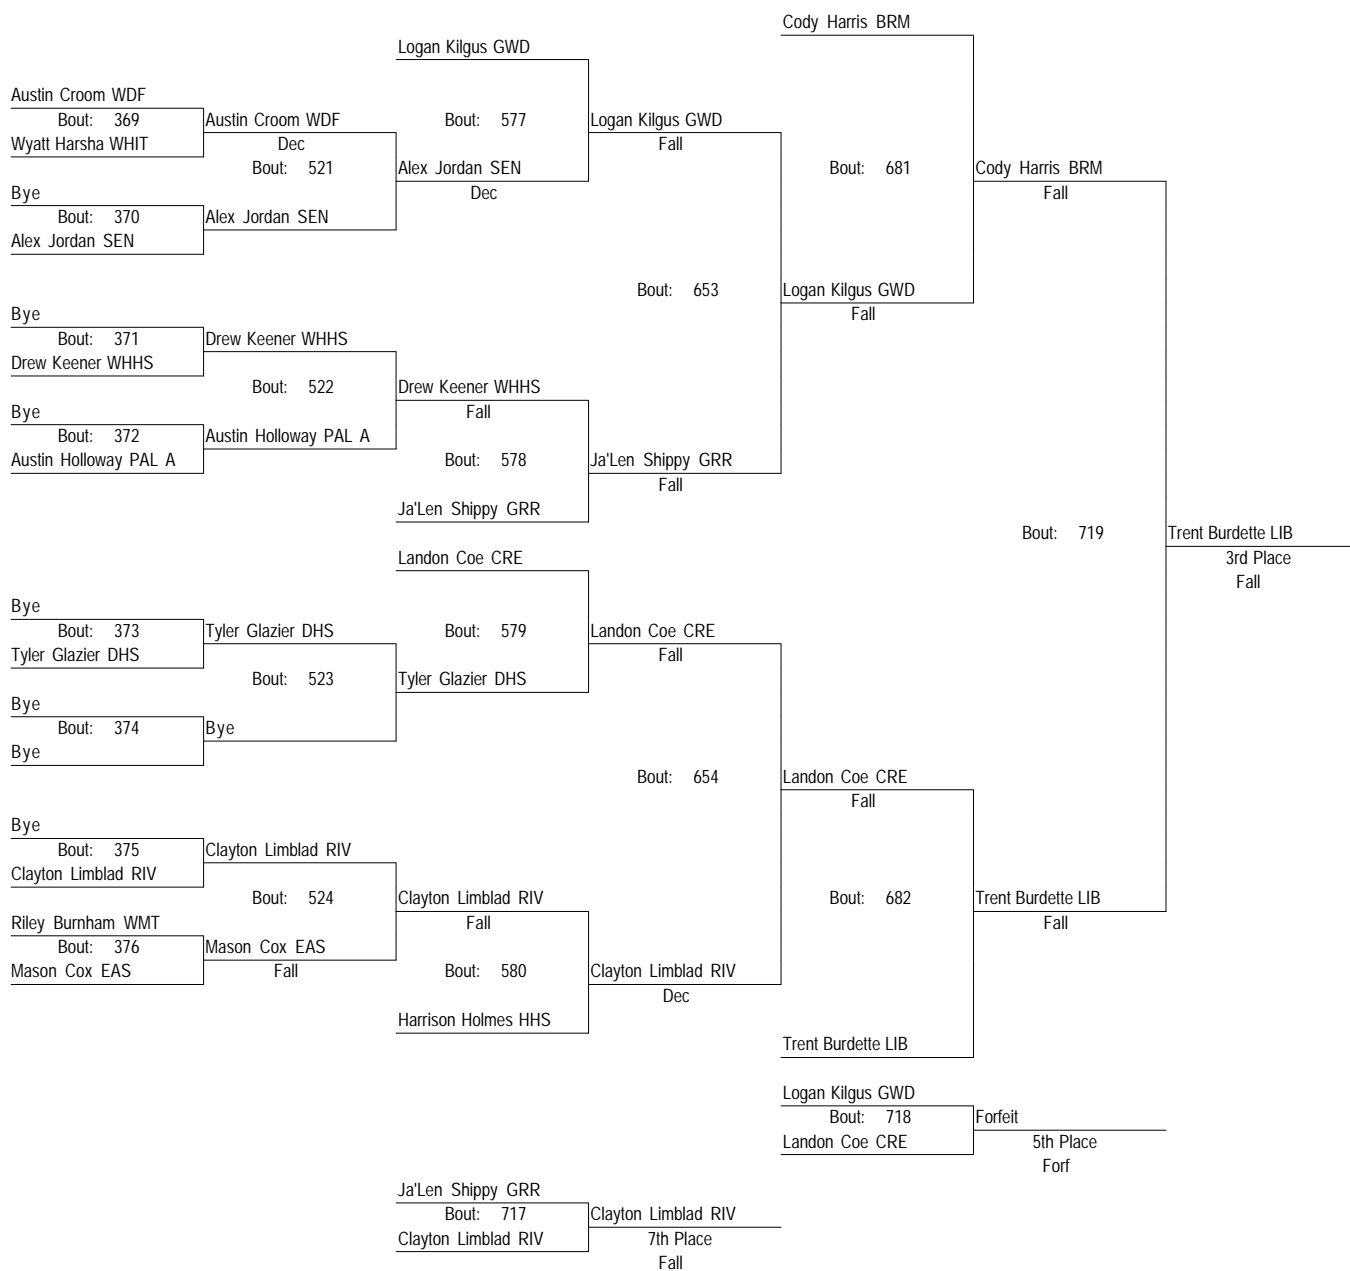 Cody Harris BRM
Logan Kilgus GWD
Austin Croom WDF
Bout: 369
Wyatt Harsha WHIT
Austin Croom WDF
Dec
Bout: 577
Logan Kilgus GWD
Fall
Bout: 521
Alex Jordan SEN
Dec
Bout: 681
Cody Harris BRM
Fall
Bye
Bout: 370
Alex Jordan SEN
Alex Jordan SEN
Bout: 653
Logan Kilgus GWD
Fall
Bye
Bout: 371
Drew Keener WHHS
Drew Keener WHHS
Bout: 522
Drew Keener WHHS
Fall
Bye
Bout: 372
Austin Holloway PAL A
Austin Holloway PAL A
Bout: 578
Ja'Len Shippy GRR
Fall
Ja'Len Shippy GRR
Bout: 719
Trent Burdette LIB
3rd Place
Fall
Landon Coe CRE
Bye
Bout: 373
Tyler Glazier DHS
Tyler Glazier DHS
Bout: 579
Landon Coe CRE
Fall
Bout: 523
Tyler Glazier DHS
Bye
Bout: 374
Bye
Bye
Bout: 654
Landon Coe CRE
Fall
Bye
Bout: 375
Clayton Limblad RIV
Clayton Limblad RIV
Bout: 524
Clayton Limblad RIV
Fall
Bout: 682
Trent Burdette LIB
Fall
Riley Burnham WMT
Bout: 376
Mason Cox EAS
Mason Cox EAS
Fall
Bout: 580
Clayton Limblad RIV
Dec
Harrison Holmes HHS
Trent Burdette LIB
Logan Kilgus GWD
Bout: 718
Landon Coe CRE
Forfeit
5th Place
Forf
Ja'Len Shippy GRR
Bout: 717
Clayton Limblad RIV
Clayton Limblad RIV
7th Place
Fall